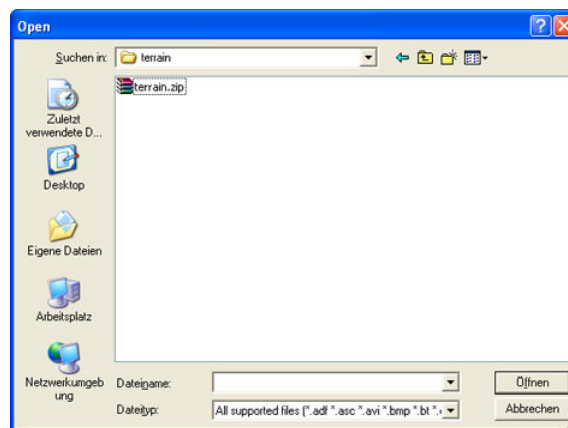 Open
Suchen in:
terrain
terrain.zip
Zuletzt
verwendete D...
Desktop
Eigene Dateien
Arbeitsplatz
Netzwerkumgeb
ung
Dateiname:
Öffnen
Dateityp:
All supported files (*.adf *.asc *.avi *.bmp *.bt *.
Abbrechen